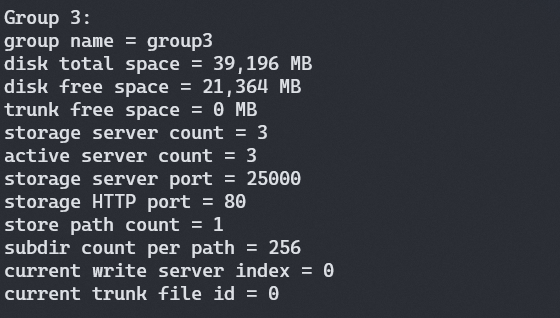 Group 3:
group name = group3
disk total space = 39,196 MB
disk free space = 21,364 MB
trunk free space = 0 MB
storage server count = 3
active server count = 3
storage server port = 25000
storage HTTP port = 80
store path count = 1
subdir count per path = 256
current write server index = 0
current trunk file id = 0